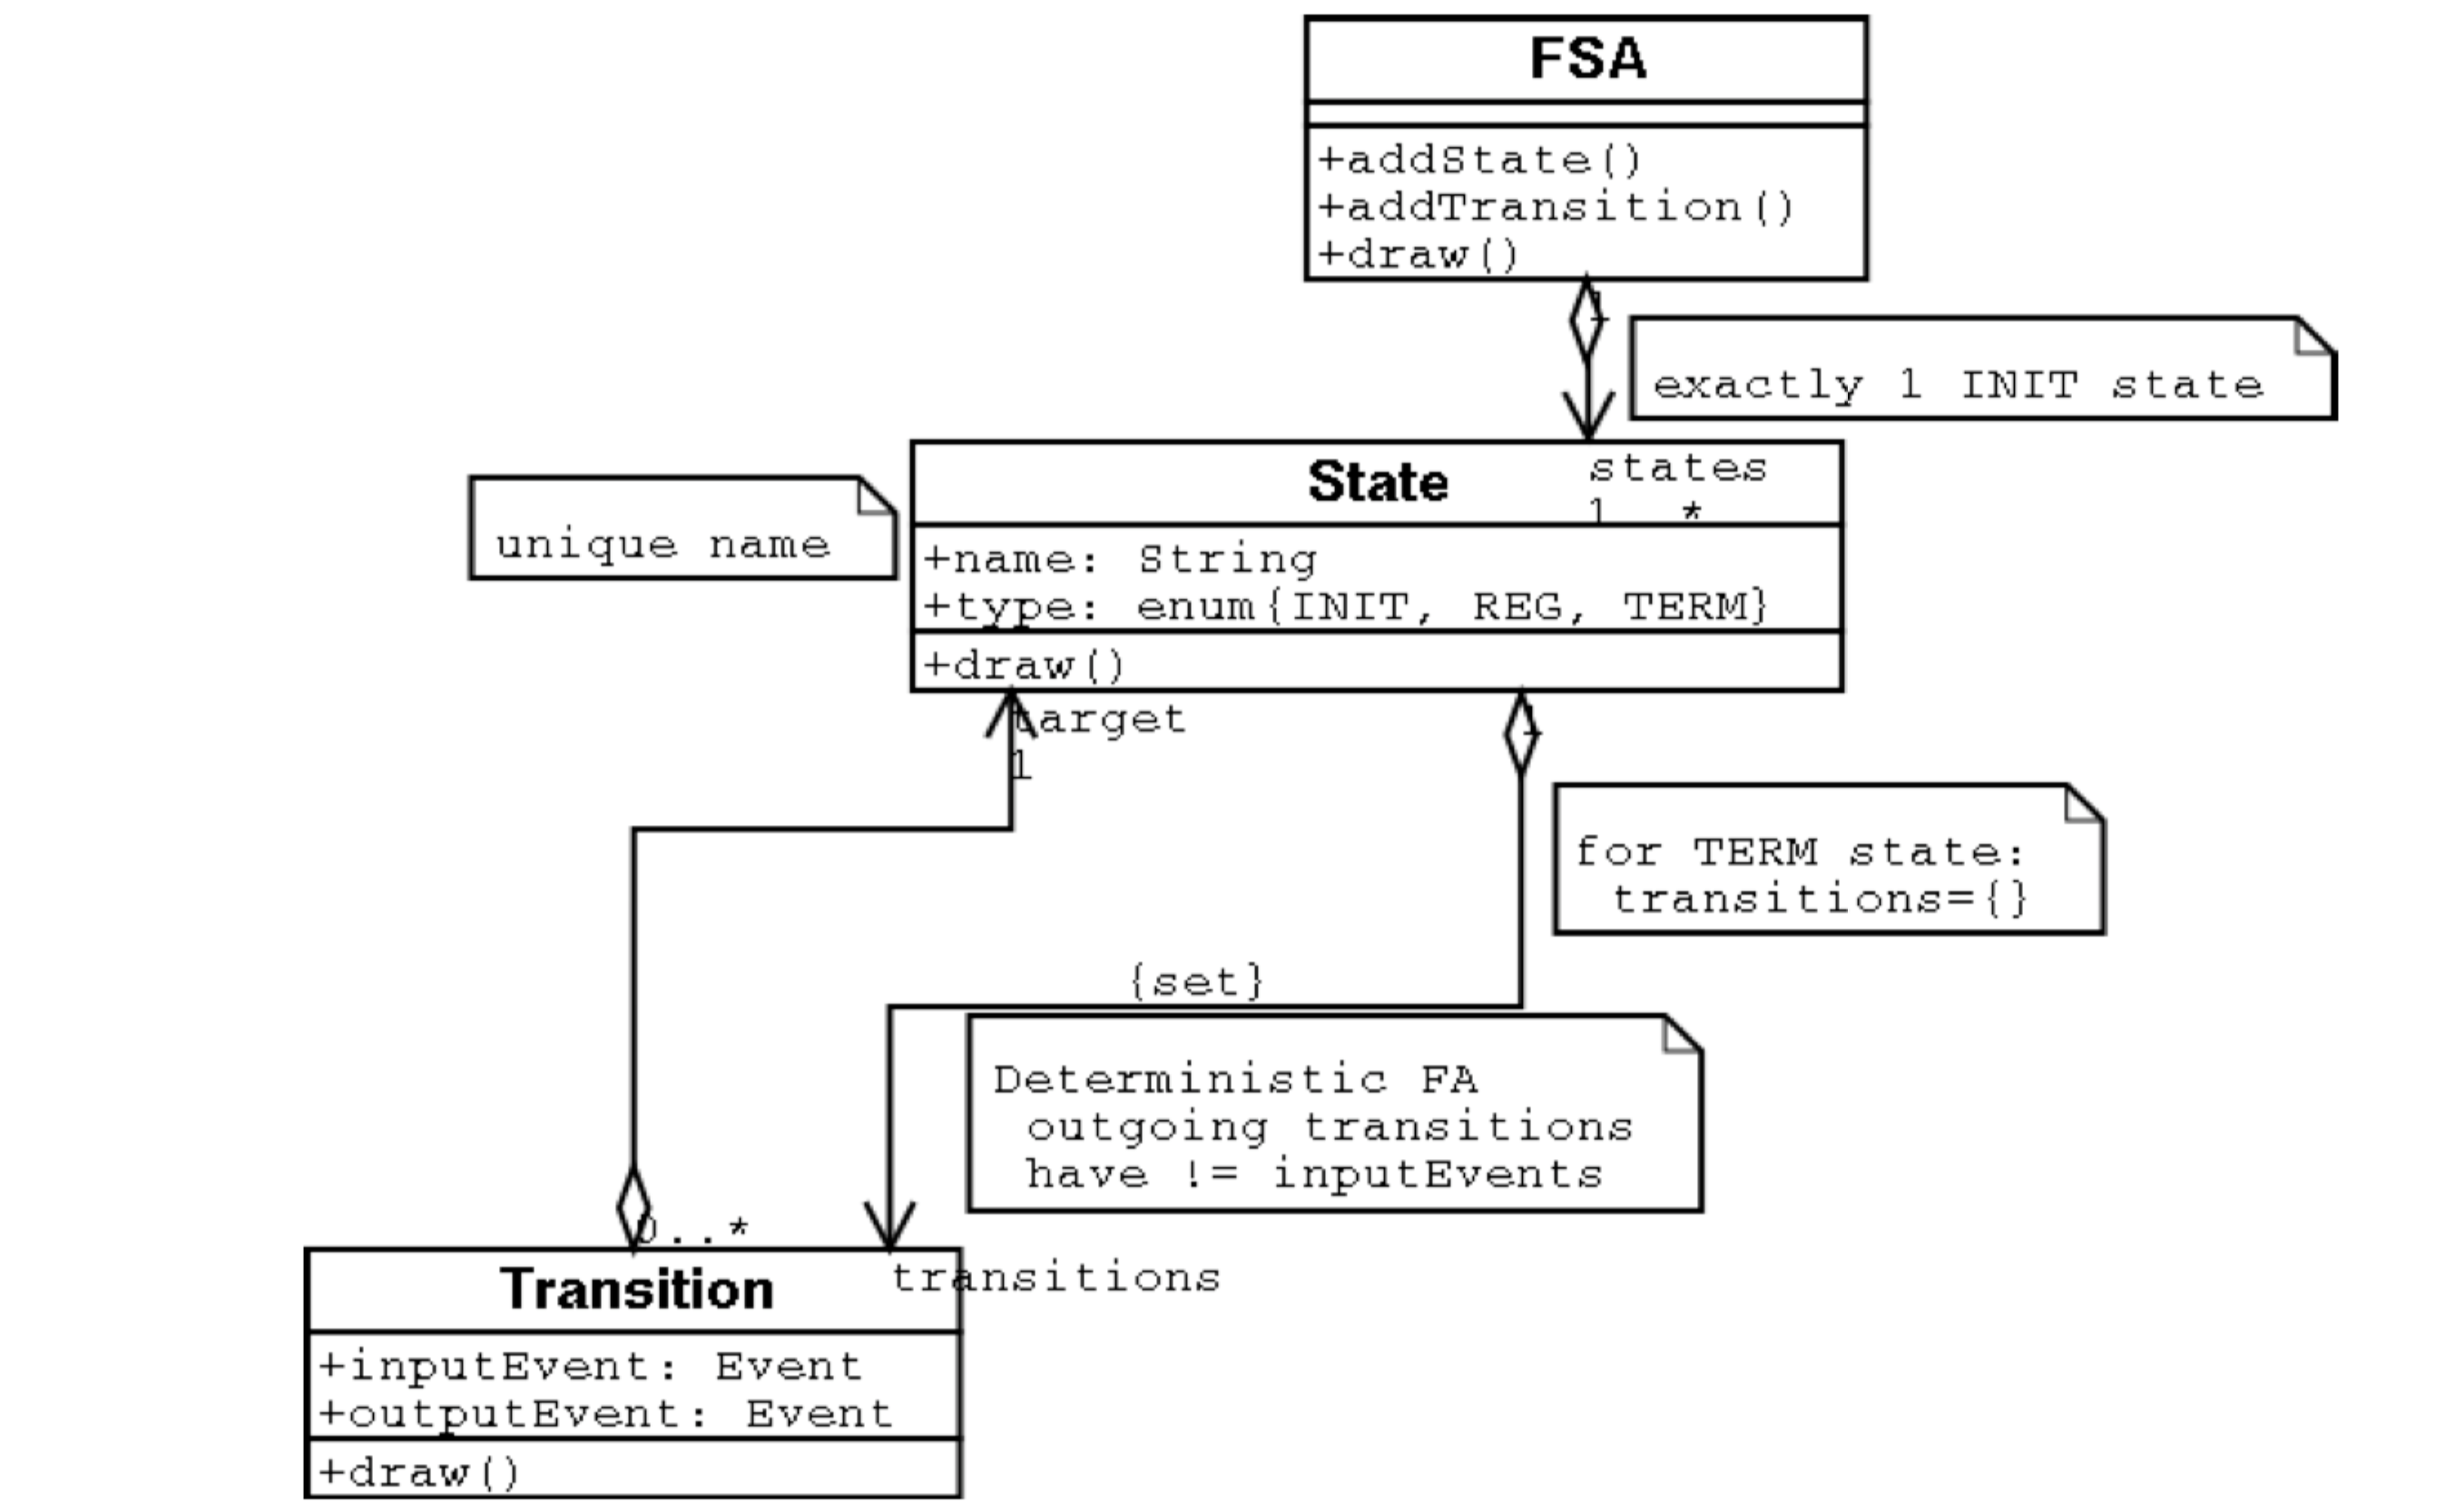 FSA
+addState()
+addTransition()
+draw()
1
exactly 1 INIT state
State
states
1..*
unique name
+name: String
+type: enum{INIT, REG, TERM}
+draw()
target
1
1
for TERM state:
transitions={}
{set}
Deterministic FA
outgoing transitions
have != inputEvents
0..*
Transition
transitions
+inputEvent: Event
+outputEvent: Event
+draw()